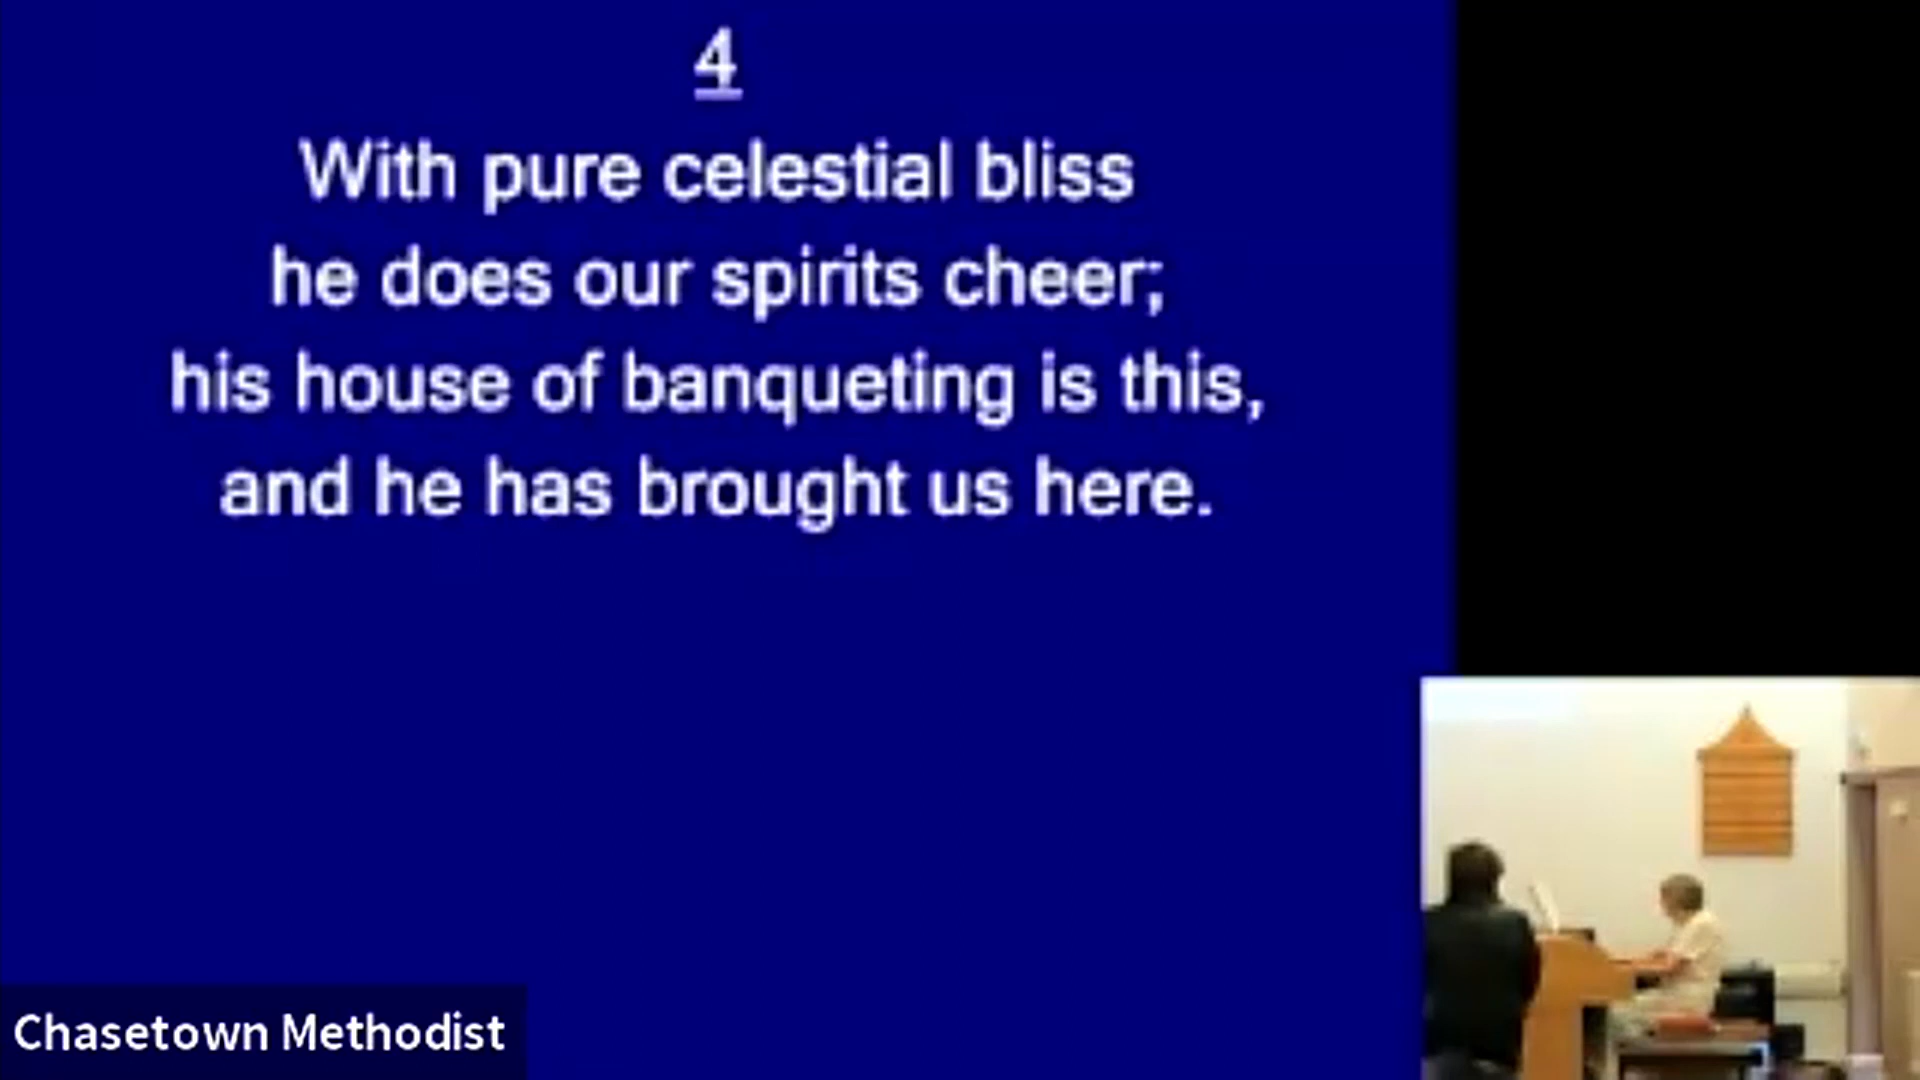 4
With pure celestial bliss
he does our spirits cheer;
his house of banqueting is this,
and he has brought us here.
Chasetown Methodist